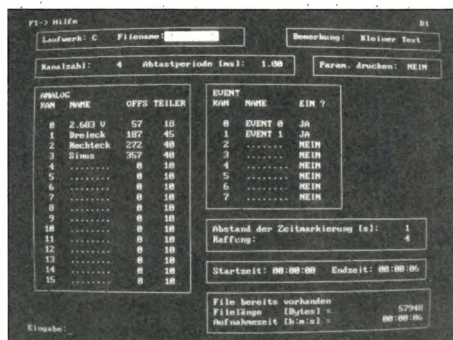 F1-> Hilfe D1
Laufwerk: C Filename:
Bemerkung: Kleiner Text
Kanalzahl: 4 Abtastperiode [ms]: 1.00
Param. drucken: NEIN
ANALOG
KAN NAME OFFS TEILER
0 2.683 V 57 18
1 Dreieck 187 45
2 Rechteck 272 40
3 Sinus 357 40
4 ........ 0 10
5 ........ 0 10
6 ........ 0 10
7 ........ 0 10
8 ........ 0 10
9 ........ 0 10
10 ........ 0 10
11 ........ 0 10
12 ........ 0 10
13 ........ 0 10
14 ........ 0 10
15 ........ 0 10
EVENT
KAN NAME EIN ?
0 EVENT 0 JA
1 EVENT 1 JA
2 ........ NEIN
3 ........ NEIN
4 ........ NEIN
5 ........ NEIN
6 ........ NEIN
7 ........ NEIN
Abstand der Zeitmarkierung [s]: 1
Raffung: 4
Startzeit: 00:00:00 Endzeit: 00:00:06
File bereits vorhanden
Filelänge [Bytes] = 57948
Aufnahmezeit [h:m:s] = 00:00:06
Eingabe: